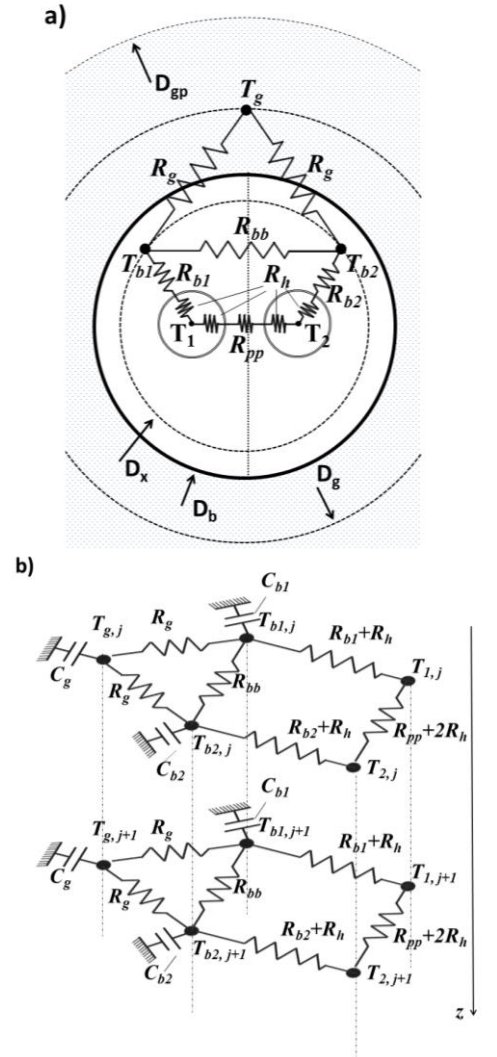 a)
D_gp
T_g
R_g R_g
R_bb
T_b1 T_b2
R_b1 R_h R_b2
T_1 T_2
R_pp
D_x
D_b
D_g
b)
C_b1
T_g,j R_g T_b1,j R_b1+R_h
T_1,j
C_g R_g R_bb
R_b2+R_h R_pp+2R_h
T_b2,j
C_b2 T_2,j
C_b1
T_g,j+1 R_g T_b1,j+1
R_b1+R_h
T_1,j+1
C_g R_g R_bb
R_b2+R_h R_pp+2R_h
T_b2,j+1
C_b2 T_2,j+1
z